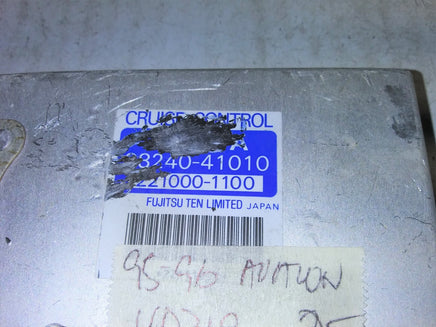 CRUISE CONTROL
3240-41010
221000-1100
FUJITSU TEN LIMITED JAPAN
95 96 AVALON